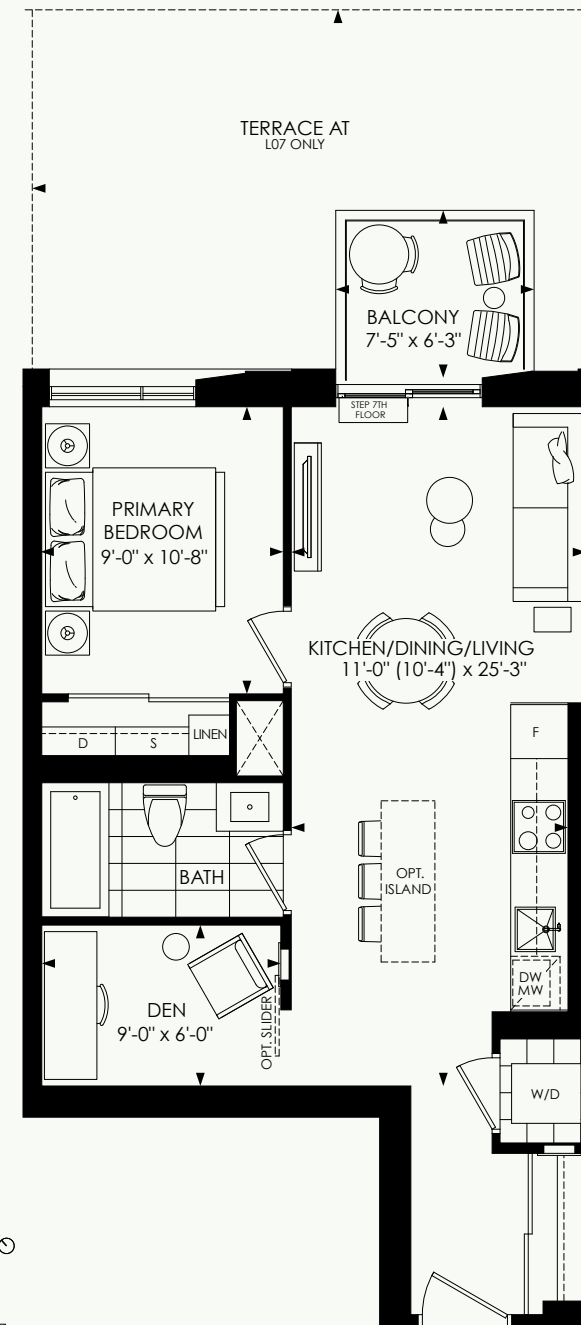 TERRACE AT
L07 ONLY
BALCONY
7'-5" x 6'-3"
STEP 7TH
FLOOR
PRIMARY
BEDROOM
9'-0" x 10'-8"
KITCHEN/DINING/LIVING
11'-0" (10'-4") x 25'-3"
D
S
LINEN
F
BATH
OPT.
ISLAND
DW
MW
DEN
9'-0" x 6'-0"
OPT. SLIDER
W/D